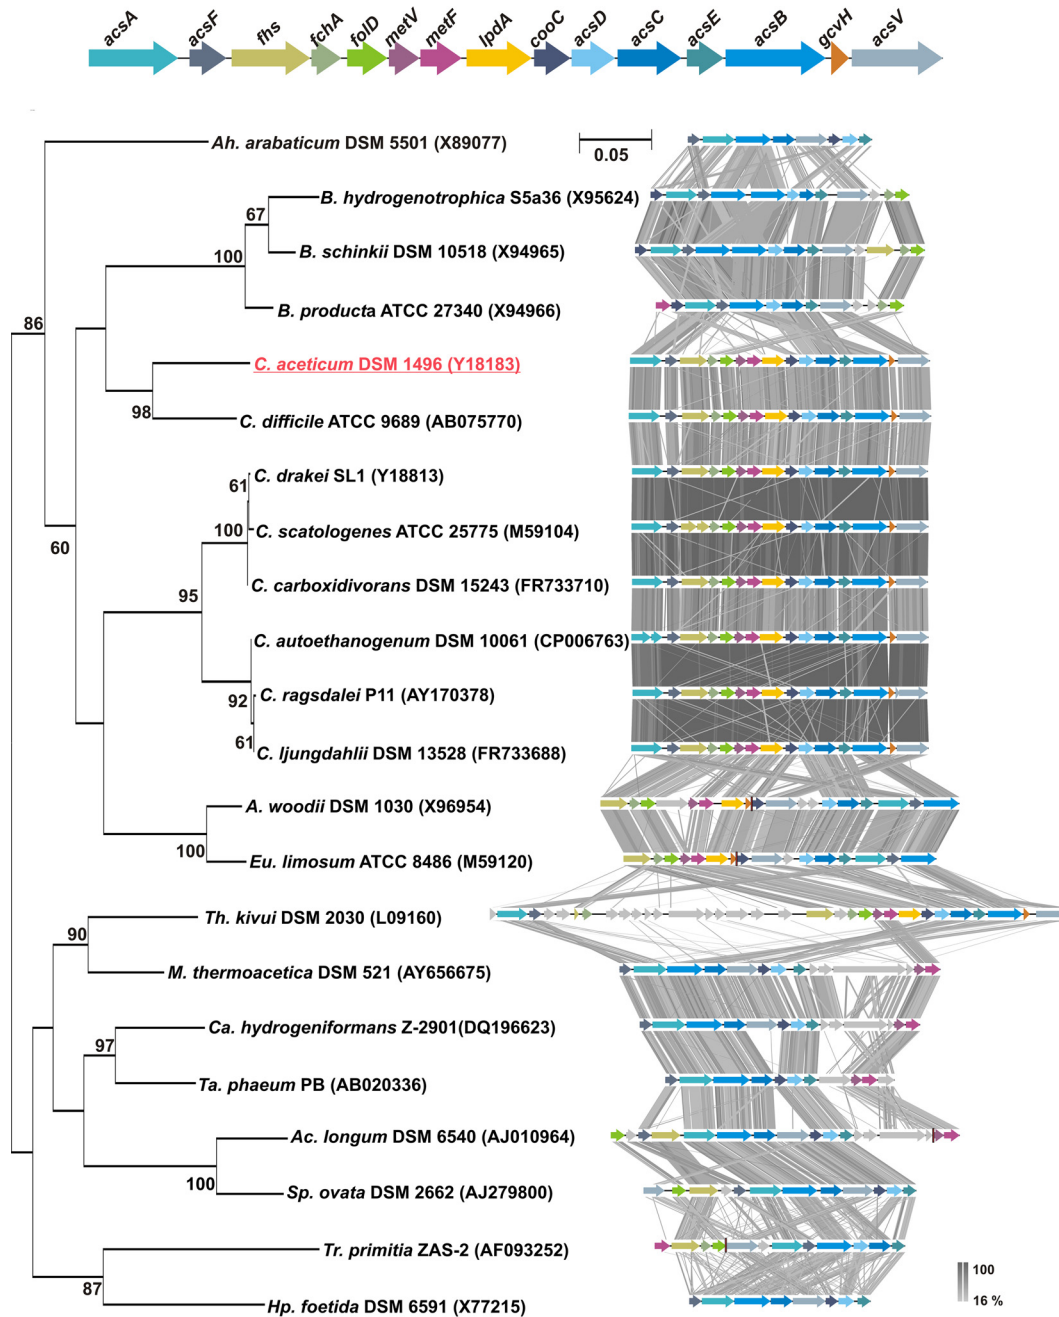 acsA acsF fhs fchA folD metV metF lpdA cooC acsD acsC acsE acsB gcvH acsV
Ah. arabaticum DSM 5501 (X89077)
0.05
B. hydrogenotrophica S5a36 (X95624)
67
B. schinkii DSM 10518 (X94965)
100
B. producta ATCC 27340 (X94966)
86
C. aceticum DSM 1496 (Y18183)
98
C. difficile ATCC 9689 (AB075770)
C. drakei SL1 (Y18813)
61
100
C. scatologenes ATCC 25775 (M59104)
60
C. carboxidivorans DSM 15243 (FR733710)
95
C. autoethanogenum DSM 10061 (CP006763)
C. ragsdalei P11 (AY170378)
92
61
C. ljungdahlii DSM 13528 (FR733688)
A. woodii DSM 1030 (X96954)
100
Eu. limosum ATCC 8486 (M59120)
Th. kivui DSM 2030 (L09160)
90
M. thermoacetica DSM 521 (AY656675)
Ca. hydrogeniformans Z-2901(DQ196623)
97
Ta. phaeum PB (AB020336)
Ac. longum DSM 6540 (AJ010964)
100
Sp. ovata DSM 2662 (AJ279800)
Tr. primitia ZAS-2 (AF093252)
100
87
16 %
Hp. foetida DSM 6591 (X77215)